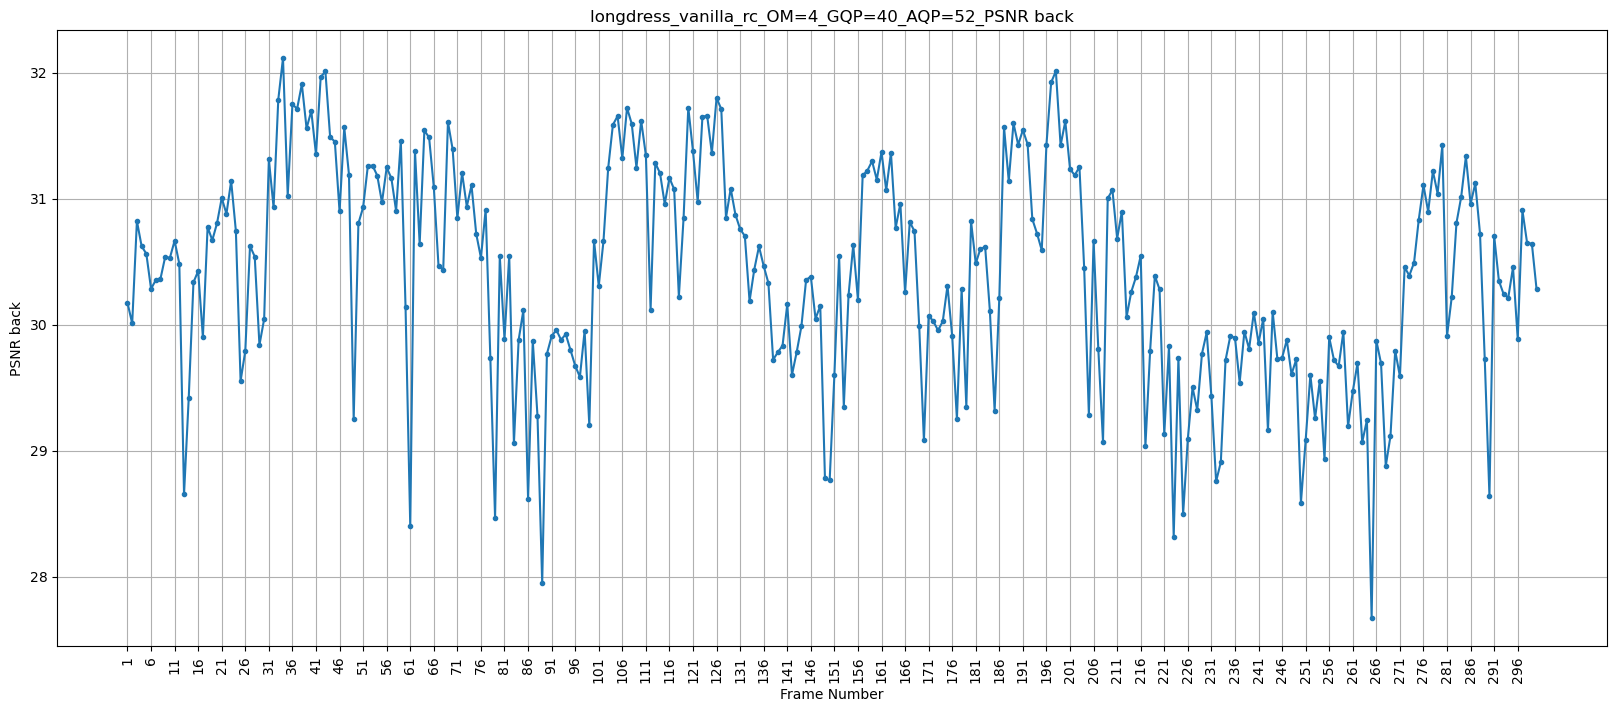 longdress_vanilla_rc_OM=4_GQP=40_AQP=52_PSNR back
PSNR back
32
31
30
29
28
1 6 11 16 21 26 31 36 41 46 51 56 61 66 71 76 81 86 91 96 101 106 111 116 121 126 131 136 141 146 151 156 161 166 171 176 181 186 191 196 201 206 211 216 221 226 231 236 241 246 251 256 261 266 271 276 281 286 291 296
Frame Number